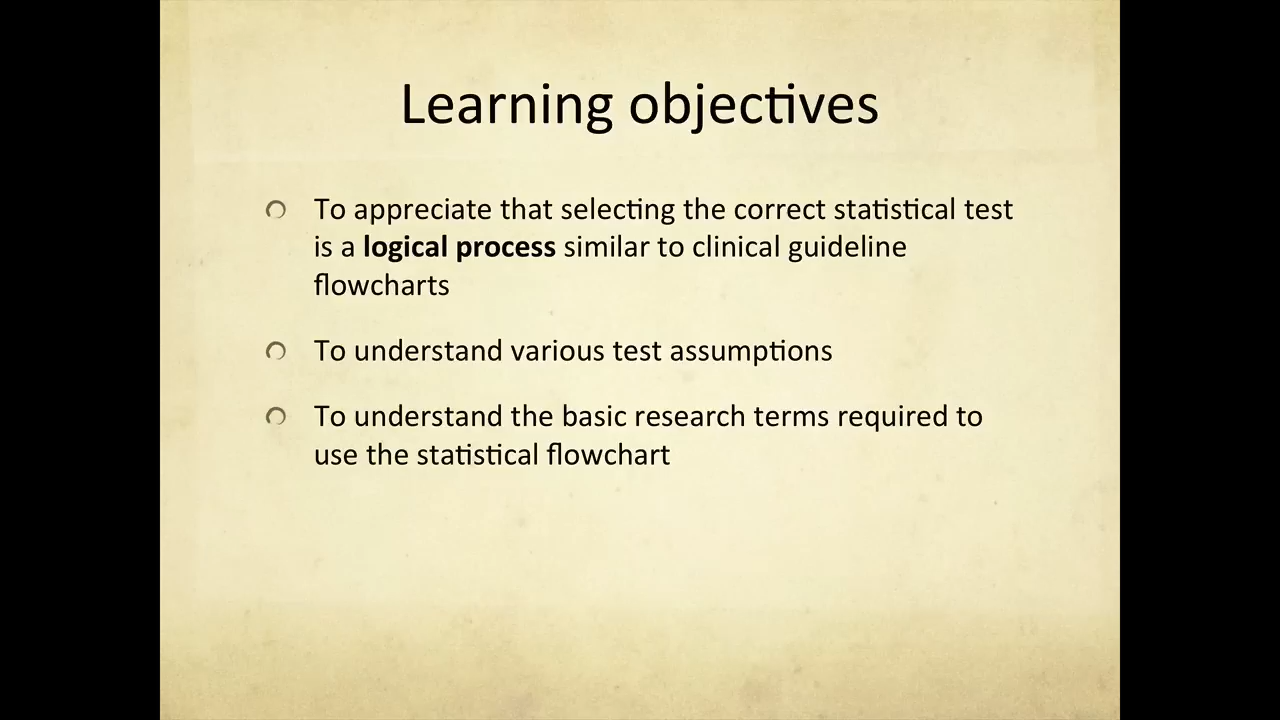 Learning objectives
To appreciate that selecting the correct statistical test
is a logical process similar to clinical guideline
flowcharts
To understand various test assumptions
To understand the basic research terms required to
use the statistical flowchart